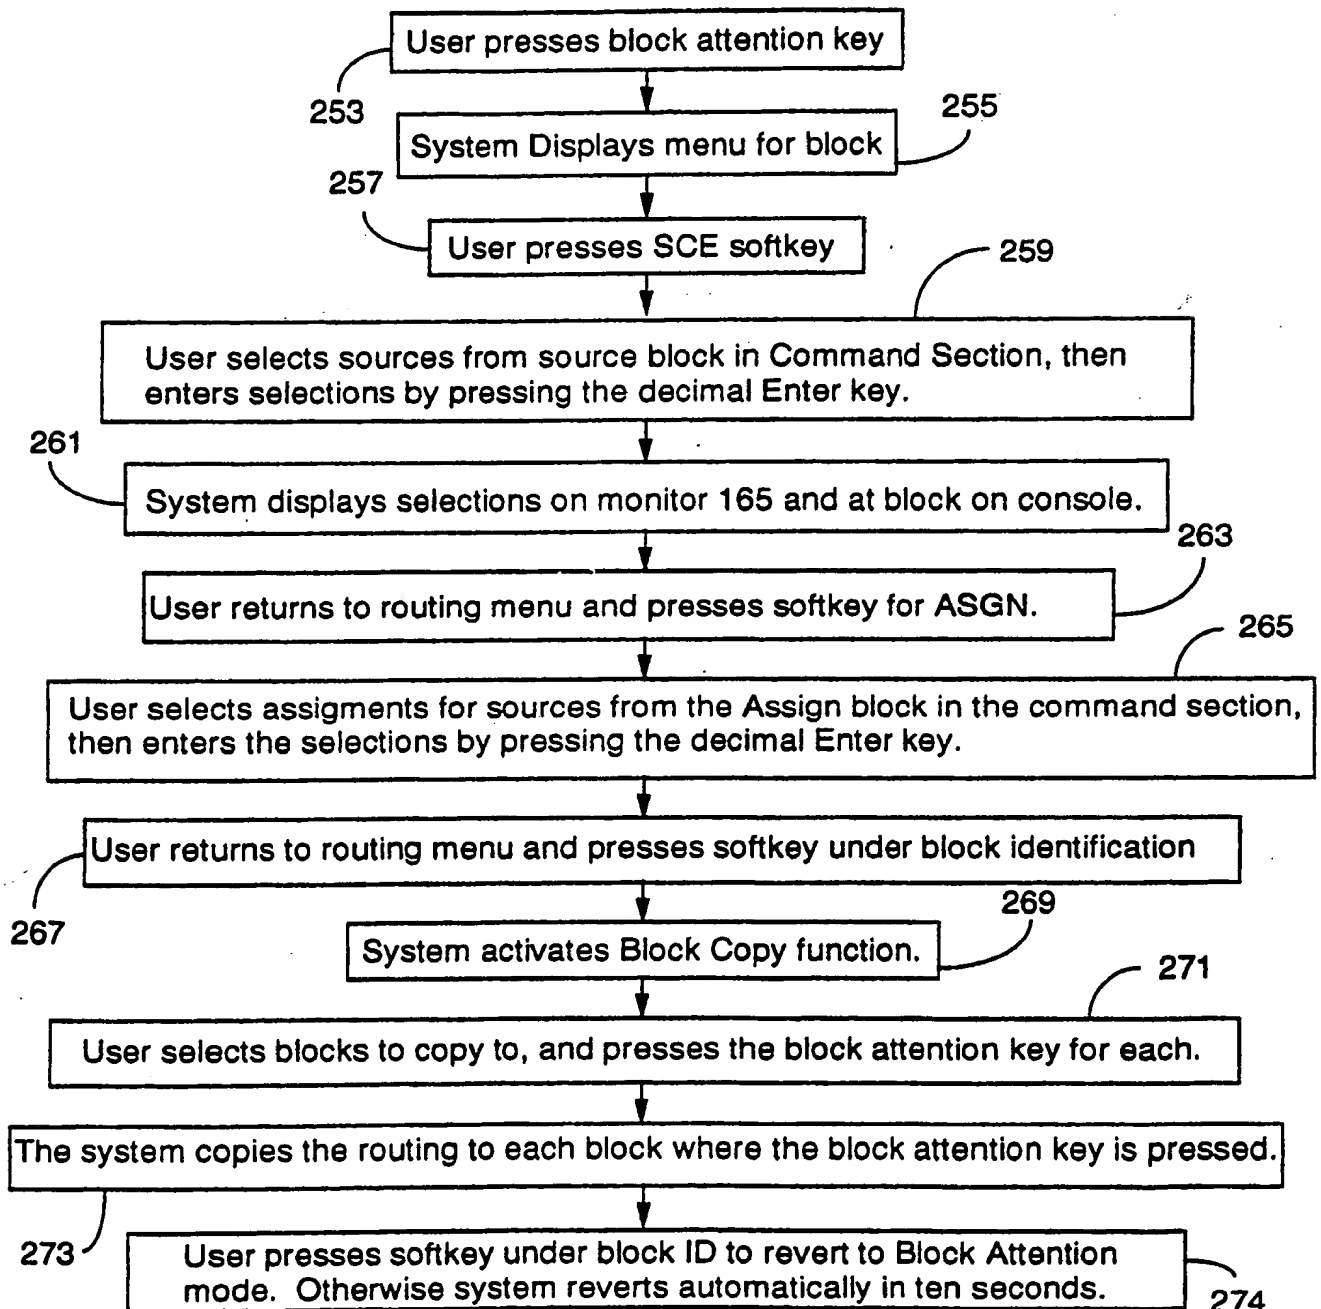 User presses block attention key
253
255
System Displays menu for block
257
User presses SCE softkey
259
User selects sources from source block in Command Section, then
enters selections by pressing the decimal Enter key.
261
System displays selections on monitor 165 and at block on console.
263
User returns to routing menu and presses softkey for ASGN.
265
User selects assigments for sources from the Assign block in the command section,
then enters the selections by pressing the decimal Enter key.
User returns to routing menu and presses softkey under block identification
267
269
System activates Block Copy function.
271
User selects blocks to copy to, and presses the block attention key for each.
The system copies the routing to each block where the block attention key is pressed.
273
User presses softkey under block ID to revert to Block Attention
mode. Otherwise system reverts automatically in ten seconds.
274